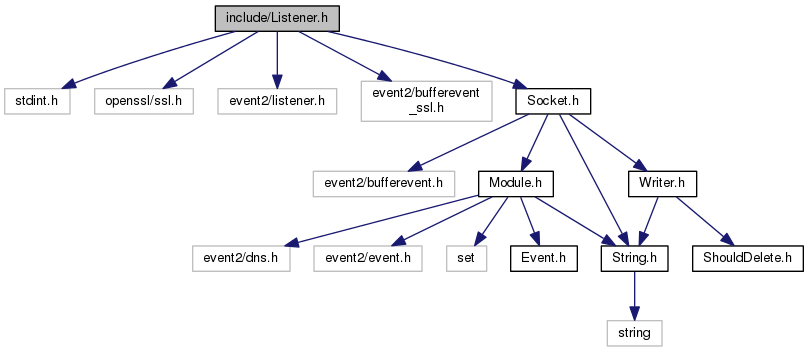 include/Listener.h
stdint.h
openssl/ssl.h
event2/listener.h
event2/bufferevent
_ssl.h
Socket.h
event2/bufferevent.h
Module.h
Writer.h
event2/dns.h
event2/event.h
set
Event.h
String.h
ShouldDelete.h
string